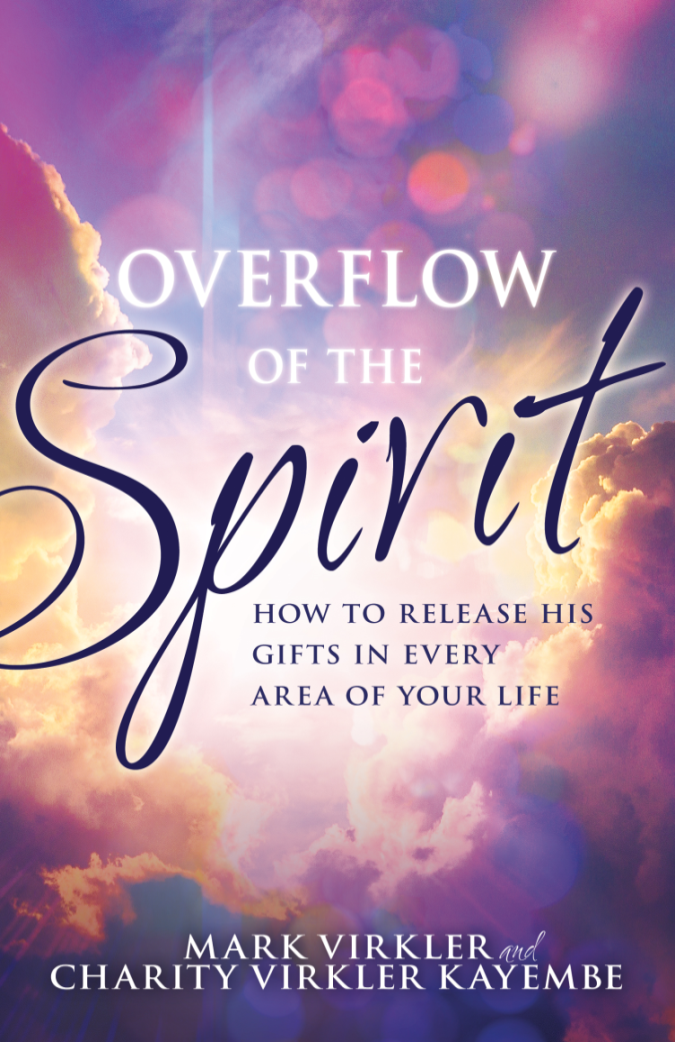 OVERFLOW
OF THE
Spirit
HOW TO RELEASE HIS
GIFTS IN EVERY
AREA OF YOUR LIFE
MARK VIRKLER and
CHARITY VIRKLER KAYEMBE